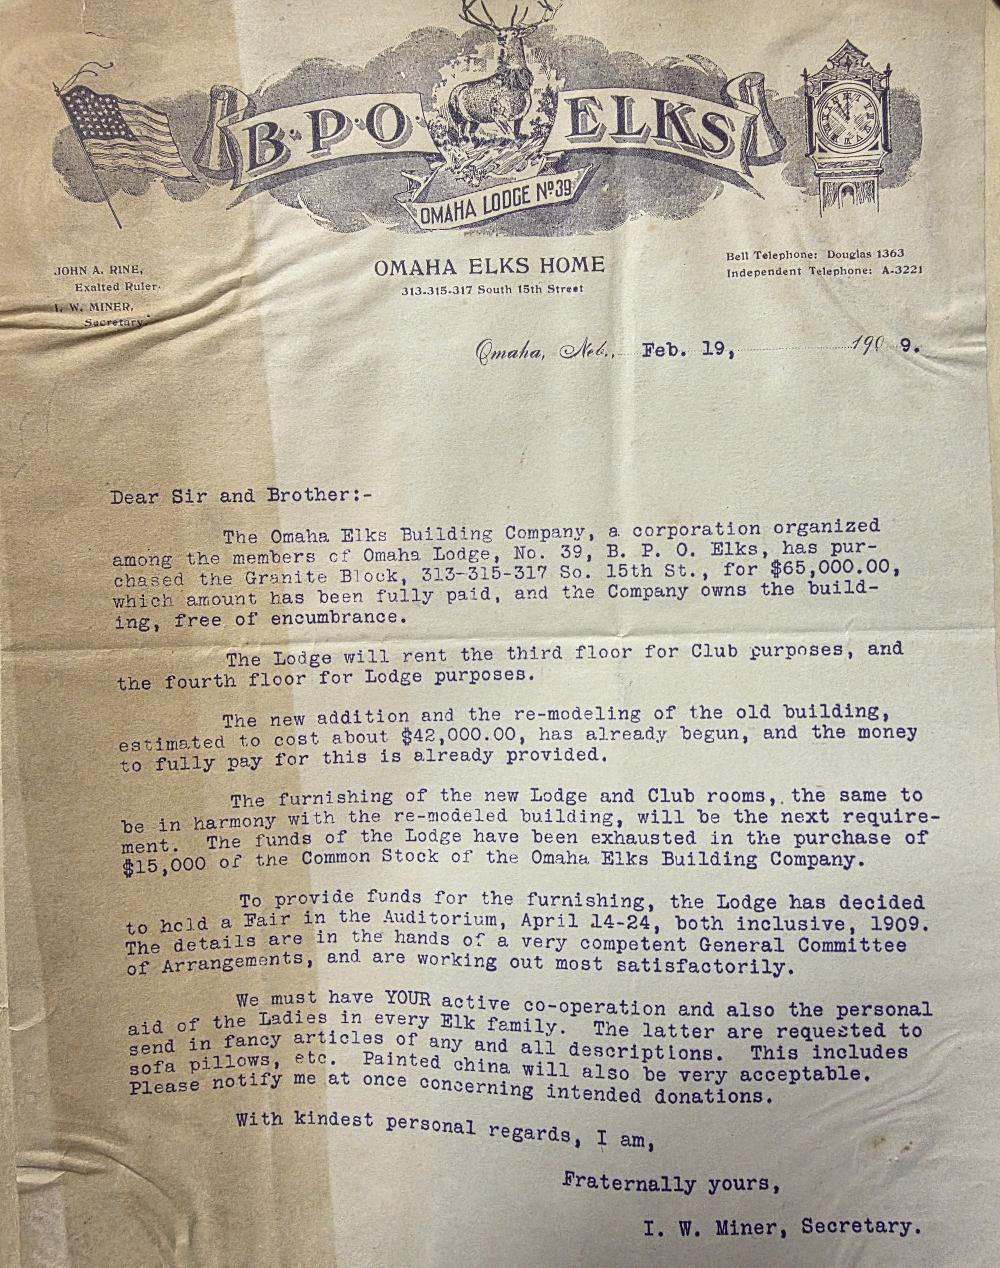 B·P·O ELKS
OMAHA LODGE Nº 39
JOHN A. RINE,
Exalted Ruler.
I. W. MINER,
Secretary.
OMAHA ELKS HOME
313-315-317 South 15th Street
Bell Telephone: Douglas 1363
Independent Telephone: A-3221
Omaha, Neb., Feb. 19, 190 9.
Dear Sir and Brother:-
The Omaha Elks Building Company, a corporation organized
among the members of Omaha Lodge, No. 39, B. P. O. Elks, has pur-
chased the Granite Block, 313-315-317 So. 15th St., for $65,000.00,
which amount has been fully paid, and the Company owns the build-
ing, free of encumbrance.
The Lodge will rent the third floor for Club purposes, and
the fourth floor for Lodge purposes.
The new addition and the re-modeling of the old building,
estimated to cost about $42,000.00, has already begun, and the money
to fully pay for this is already provided.
The furnishing of the new Lodge and Club rooms, the same to
be in harmony with the re-modeled building, will be the next require-
ment. The funds of the Lodge have been exhausted in the purchase of
$15,000 of the Common Stock of the Omaha Elks Building Company.
To provide funds for the furnishing, the Lodge has decided
to hold a Fair in the Auditorium, April 14-24, both inclusive, 1909.
The details are in the hands of a very competent General Committee
of Arrangements, and are working out most satisfactorily.
We must have YOUR active co-operation and also the personal
aid of the Ladies in every Elk family. The latter are requested to
send in fancy articles of any and all descriptions. This includes
sofa pillows, etc. Painted china will also be very acceptable.
Please notify me at once concerning intended donations.
With kindest personal regards, I am,
Fraternally yours,
I. W. Miner, Secretary.